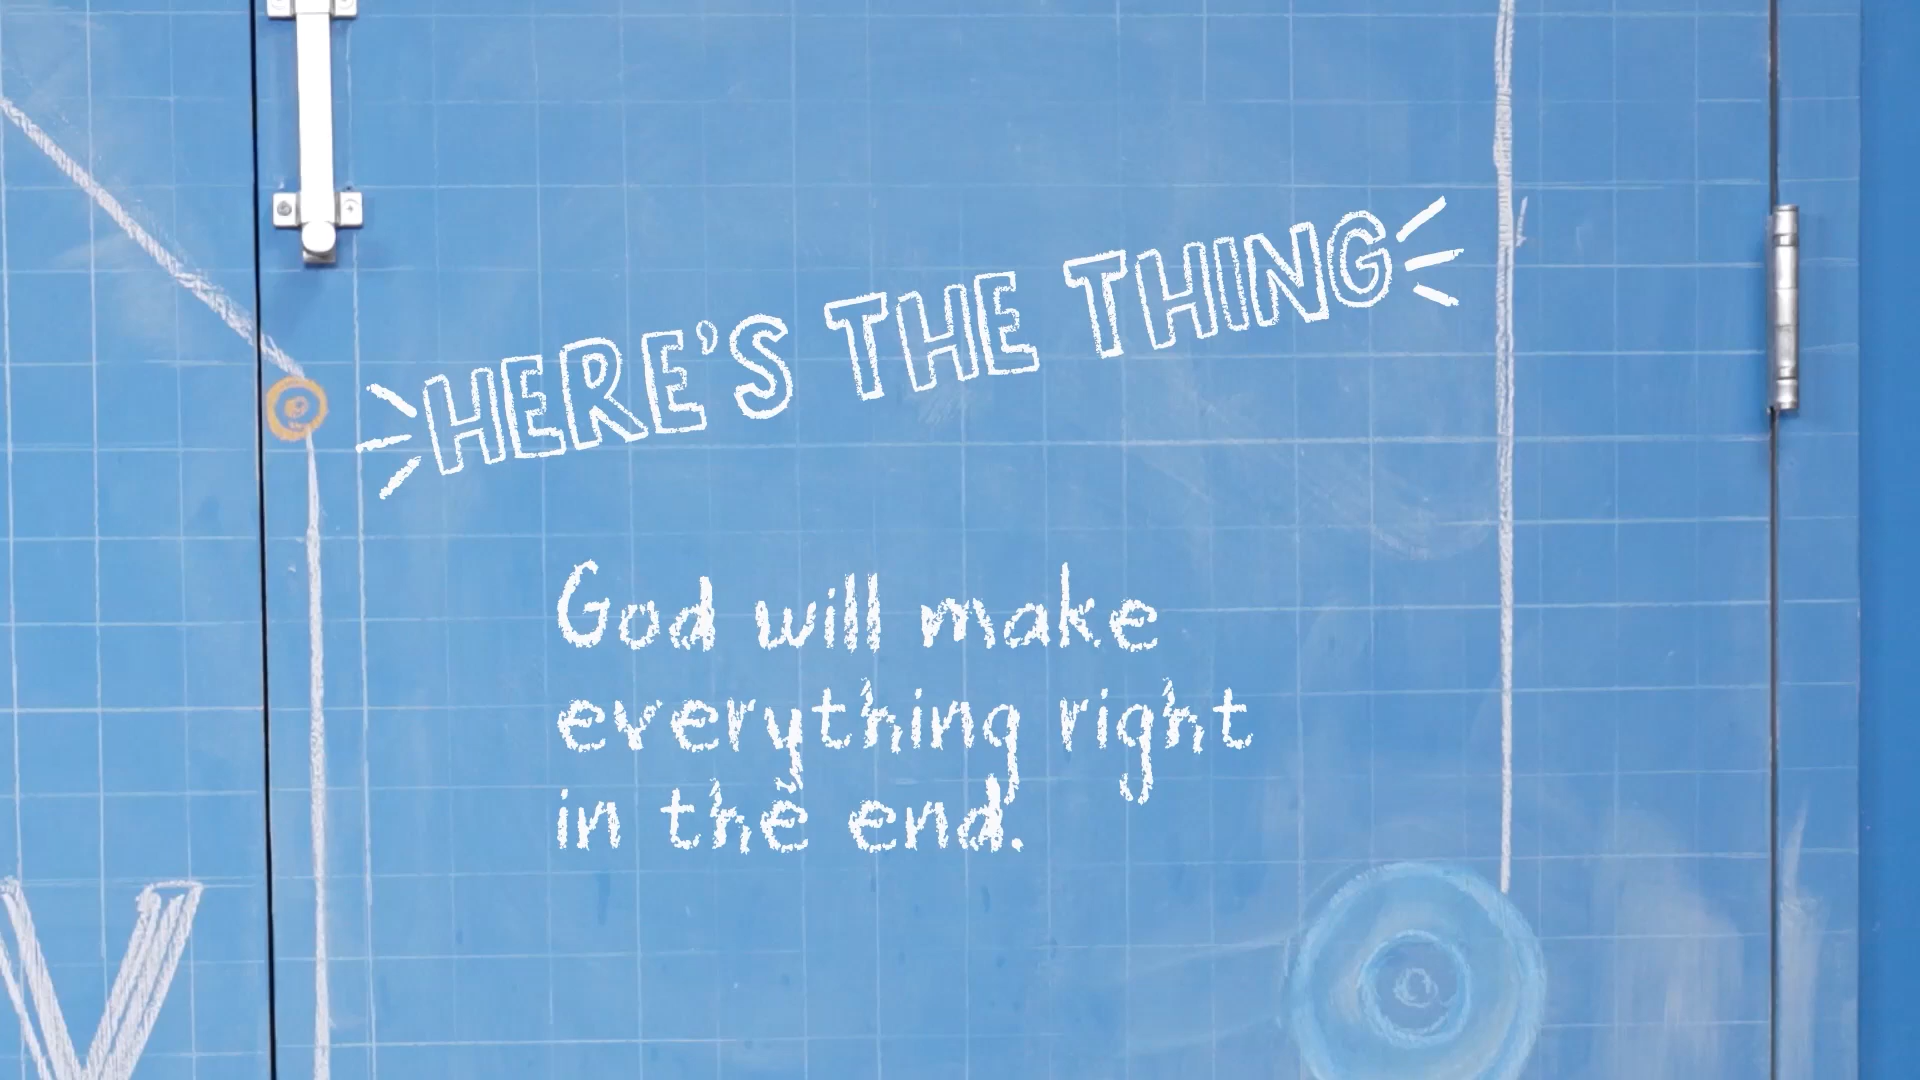 HERE'S THE THING
God will make
everything right
in the end.
V